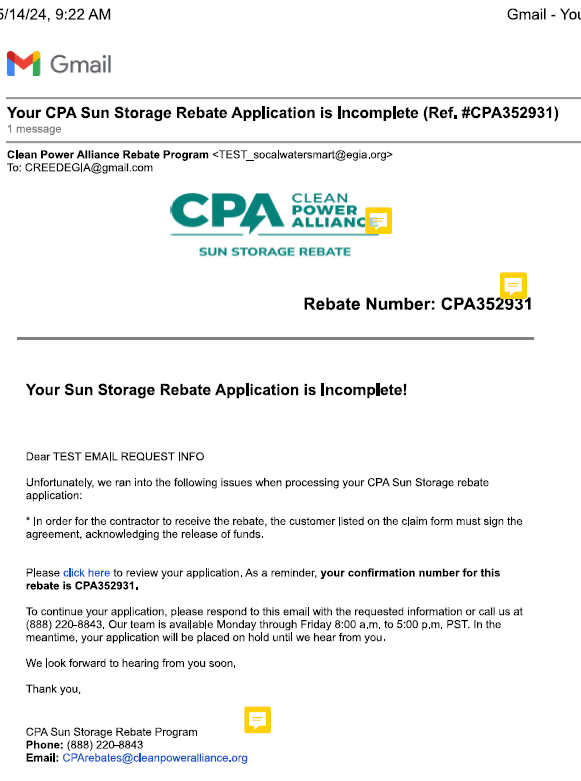 5/14/24, 9:22 AM
Gmail - You
Gmail
Your CPA Sun Storage Rebate Application is Incomplete (Ref. #CPA352931)
1 message
Clean Power Alliance Rebate Program <TEST_socalwatersmart@egia.org>
To: CREEDEGIA@gmail.com
CPA CLEAN
POWER
ALLIANCE
SUN STORAGE REBATE
Rebate Number: CPA352931
Your Sun Storage Rebate Application is Incomplete!
Dear TEST EMAIL REQUEST INFO
Unfortunately, we ran into the following issues when processing your CPA Sun Storage rebate
application:
* In order for the contractor to receive the rebate, the customer listed on the claim form must sign the
agreement, acknowledging the release of funds.
Please click here to review your application. As a reminder, your confirmation number for this
rebate is CPA352931.
To continue your application, please respond to this email with the requested information or call us at
(888) 220-8843. Our team is available Monday through Friday 8:00 a.m. to 5:00 p.m. PST. In the
meantime, your application will be placed on hold until we hear from you.
We look forward to hearing from you soon,
Thank you,
CPA Sun Storage Rebate Program
Phone: (888) 220-8843
Email: CPArebates@cleanpoweralliance.org